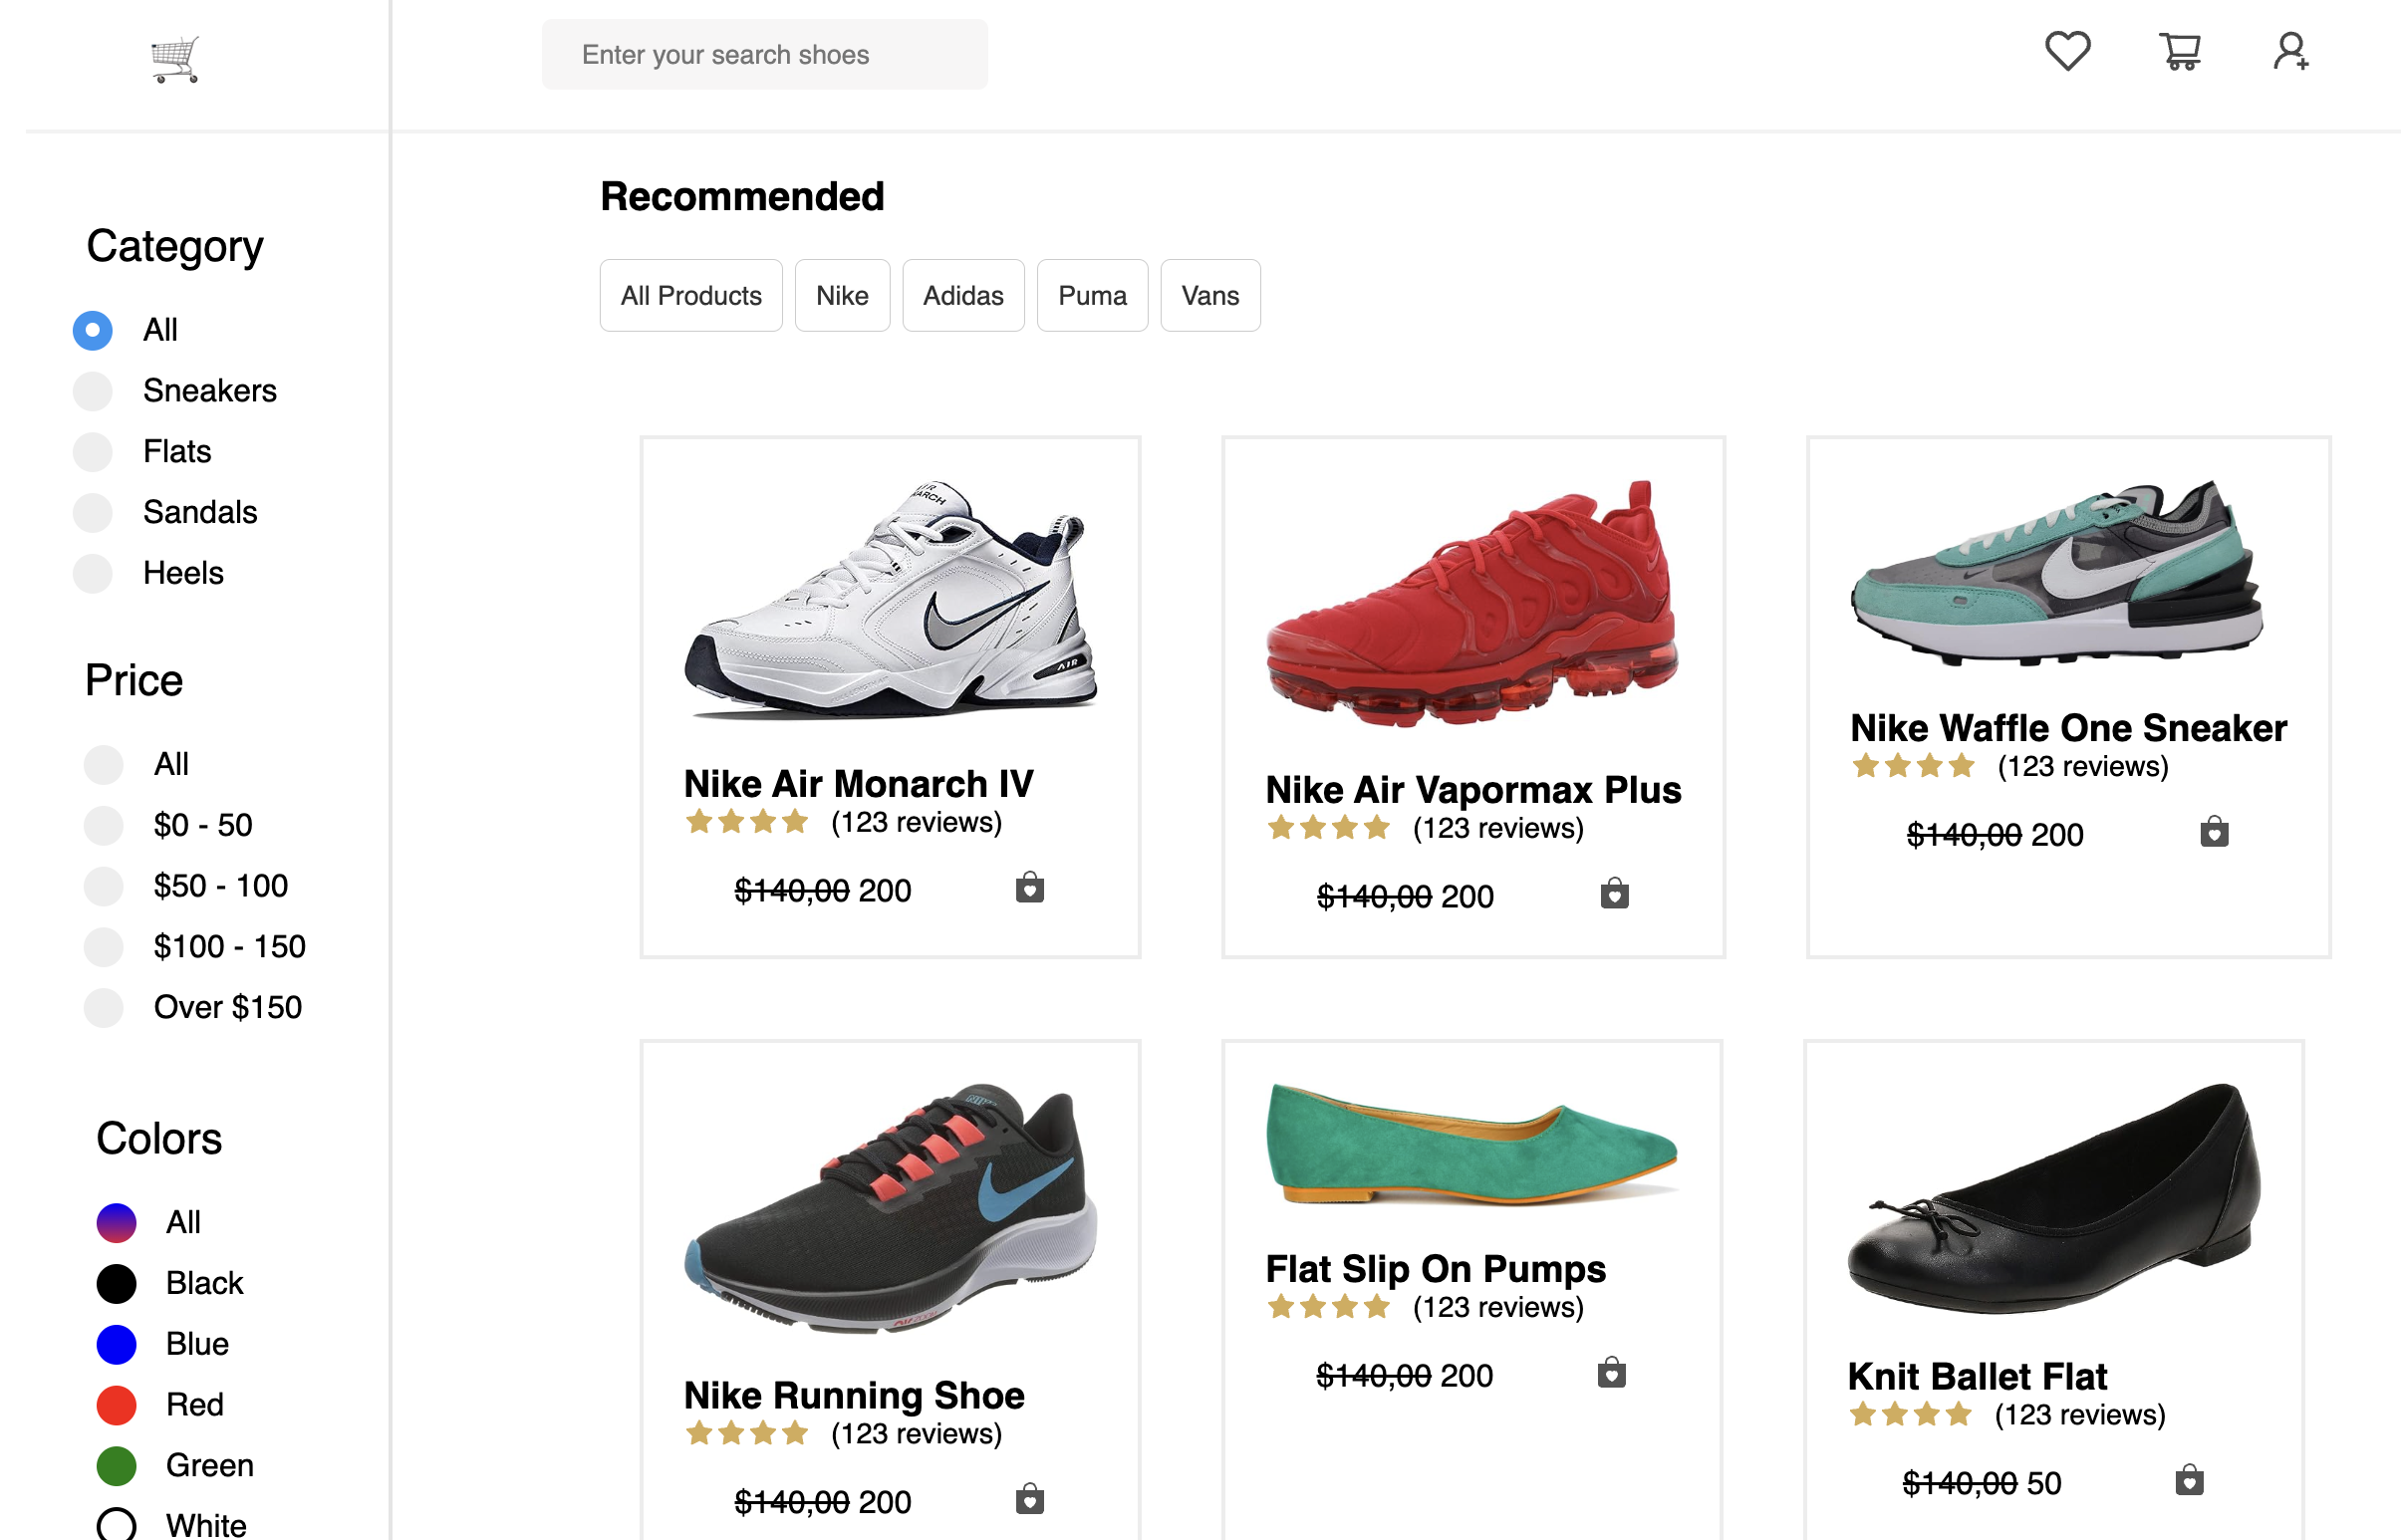 Enter your search shoes
Category
All
Sneakers
Flats
Sandals
Heels
Price
All
$0 - 50
$50 - 100
$100 - 150
Over $150
Colors
All
Black
Blue
Red
Green
White
Recommended
All Products Nike Adidas Puma Vans
AIR
Nike Air Monarch IV
(123 reviews)
$140,00 200
Nike Air Vapormax Plus
(123 reviews)
$140,00 200
Nike Waffle One Sneaker
(123 reviews)
$140,00 200
Nike Running Shoe
(123 reviews)
$140,00 200
Flat Slip On Pumps
(123 reviews)
$140,00 200
Knit Ballet Flat
(123 reviews)
$140,00 50